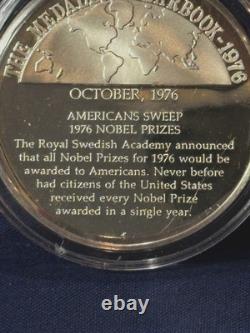 THE MEDALLIC YEARBOOK-1976
OCTOBER, 1976
AMERICANS SWEEP
1976 NOBEL PRIZES
The Royal Swedish Academy announced
that all Nobel Prizes for 1976 would be
awarded to Americans. Never before
had citizens of the United States
received every Nobel Prize
awarded in a single year.
ebay